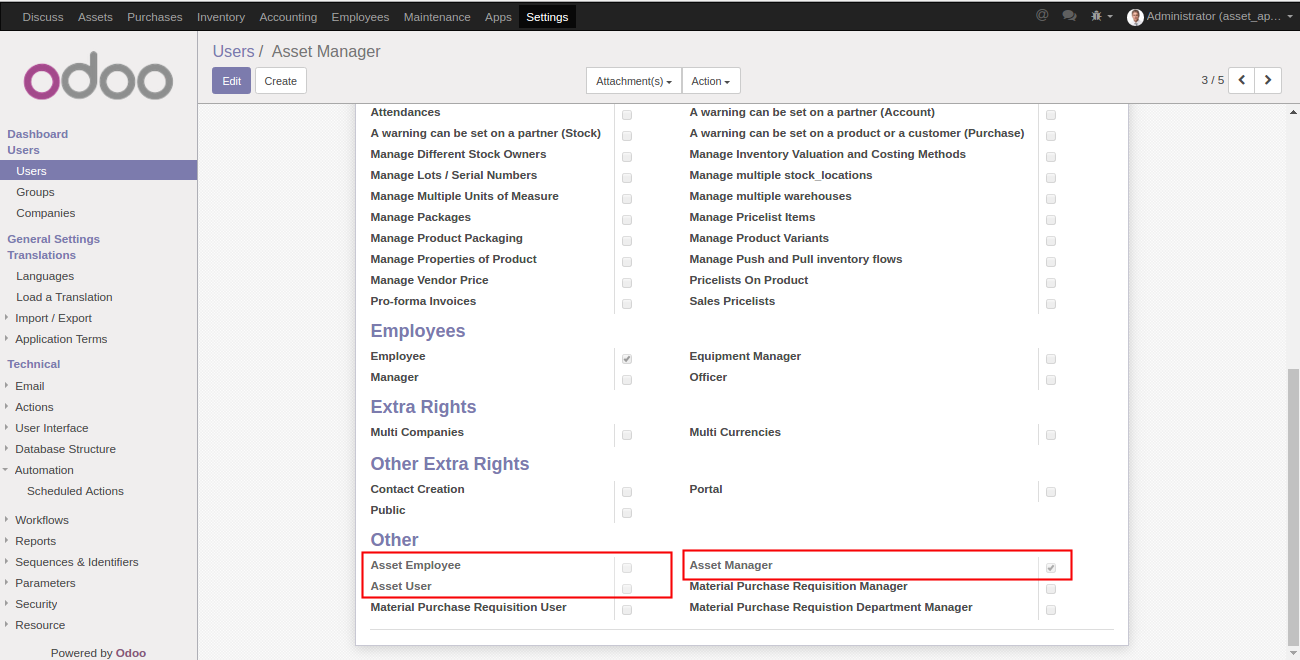 Discuss Assets Purchases Inventory Accounting Employees Maintenance Apps Settings @ Administrator (asset_ap...
odoo
Users / Asset Manager
Edit Create Attachment(s) Action 3 / 5
Dashboard
Users
Users
Groups
Companies
General Settings
Translations
Languages
Load a Translation
Import / Export
Application Terms
Technical
Email
Actions
User Interface
Database Structure
Automation
Scheduled Actions
Workflows
Reports
Sequences & Identifiers
Parameters
Security
Resource
Powered by Odoo
Attendances A warning can be set on a partner (Account)
A warning can be set on a partner (Stock) A warning can be set on a product or a customer (Purchase)
Manage Different Stock Owners Manage Inventory Valuation and Costing Methods
Manage Lots / Serial Numbers Manage multiple stock_locations
Manage Multiple Units of Measure Manage multiple warehouses
Manage Packages Manage Pricelist Items
Manage Product Packaging Manage Product Variants
Manage Properties of Product Manage Push and Pull inventory flows
Manage Vendor Price Pricelists On Product
Pro-forma Invoices Sales Pricelists
Employees
Employee Equipment Manager
Manager Officer
Extra Rights
Multi Companies Multi Currencies
Other Extra Rights
Contact Creation Portal
Public
Other
Asset Employee Asset Manager
Asset User Material Purchase Requisition Manager
Material Purchase Requisition User Material Purchase Requistion Department Manager